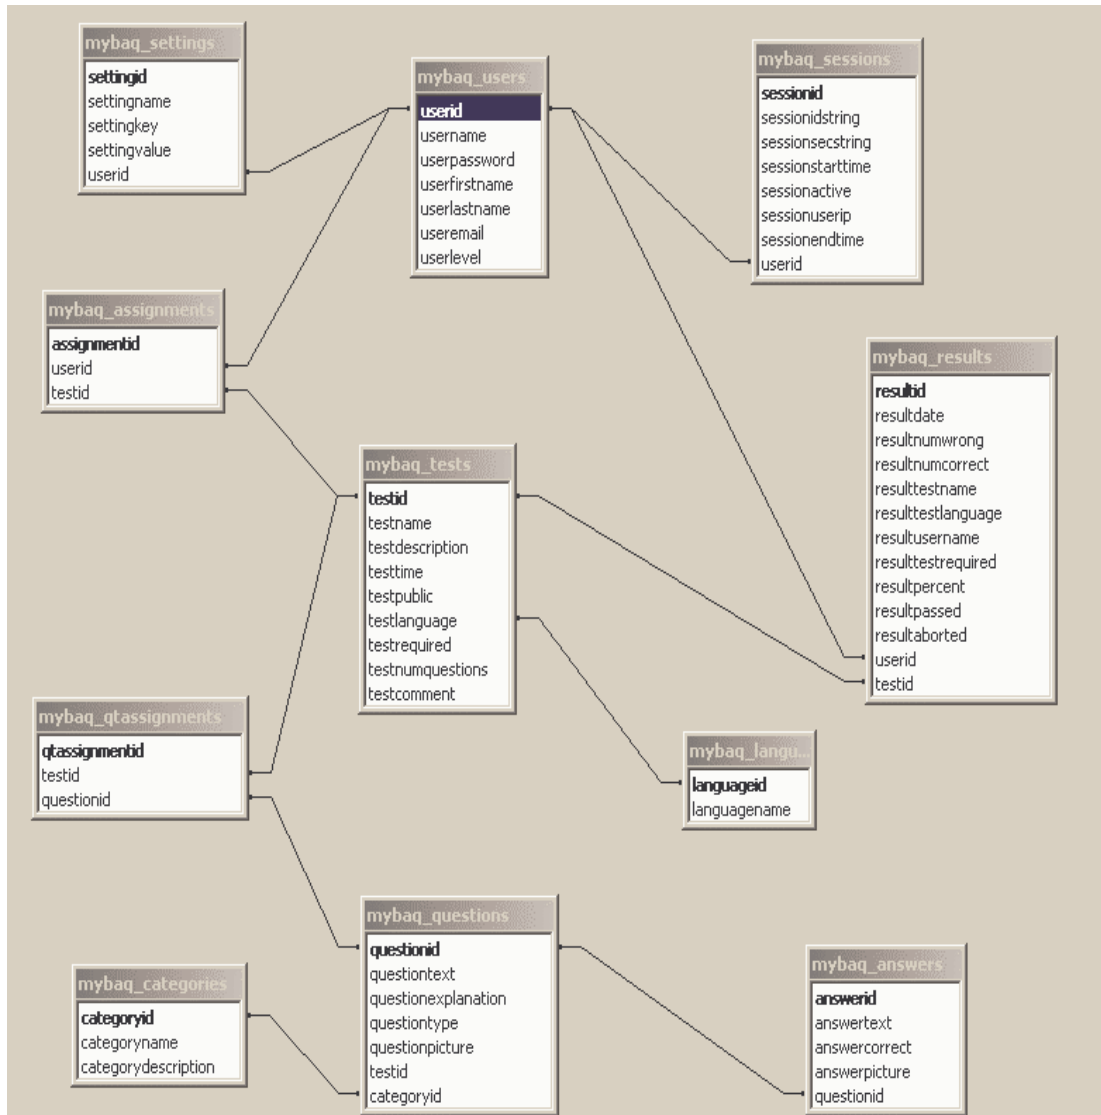 mybaq_settings
settingid
settingname
settingkey
settingvalue
userid
mybaq_users
userid
username
userpassword
userfirstname
userlastname
useremail
userlevel
mybaq_sessions
sessionid
sessionidstring
sessionsecstring
sessionstarttime
sessionactive
sessionuserip
sessionendtime
userid
mybaq_assignments
assignmentid
userid
testid
mybaq_results
resultid
resultdate
resultnumwrong
resultnumcorrect
resulttestname
resulttestlanguage
resultusername
resulttestrequired
resultpercent
resultpassed
resultaborted
userid
testid
mybaq_tests
testid
testname
testdescription
testtime
testpublic
testlanguage
testrequired
testnumquestions
testcomment
mybaq_qtassignments
qtassignmentid
testid
questionid
mybaq_langu...
languageid
languagename
mybaq_questions
questionid
questiontext
questionexplanation
questiontype
questionpicture
testid
categoryid
mybaq_categories
categoryid
categoryname
categorydescription
mybaq_answers
answerid
answertext
answercorrect
answerpicture
questionid